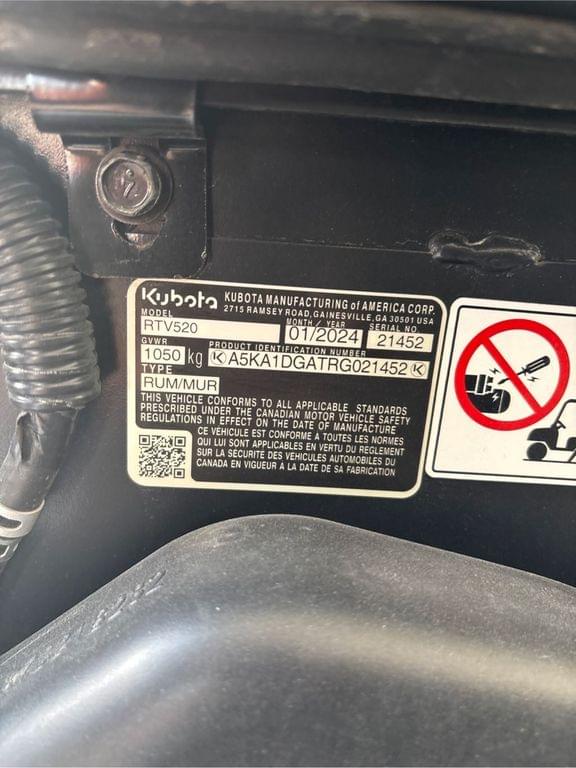 Kubota KUBOTA MANUFACTURING of AMERICA CORP.
2715 RAMSEY ROAD, GAINESVILLE, GA 30501 USA
MODEL MONTH / YEAR SERIAL NO
RTV520 01/2024 21452
GVWR PRODUCT IDENTIFICATION NUMBER
1050 kg K A5KA1DGATRG021452 K
TYPE
RUM/MUR
THIS VEHICLE CONFORMS TO ALL APPLICABLE STANDARDS
PRESCRIBED UNDER THE CANADIAN MOTOR VEHICLE SAFETY
REGULATIONS IN EFFECT ON THE DATE OF MANUFACTURE
CE VEHICULE EST CONFORME À TOUTES LES NORMES
QUI LUI SONT APPLICABLES EN VERTU DU REGLEMENT
SUR LA SÉCURITE DES VÉHICULES AUTOMOBILES DU
CANADA EN VIGUEUR A LA DATE DE SA FABRICATION